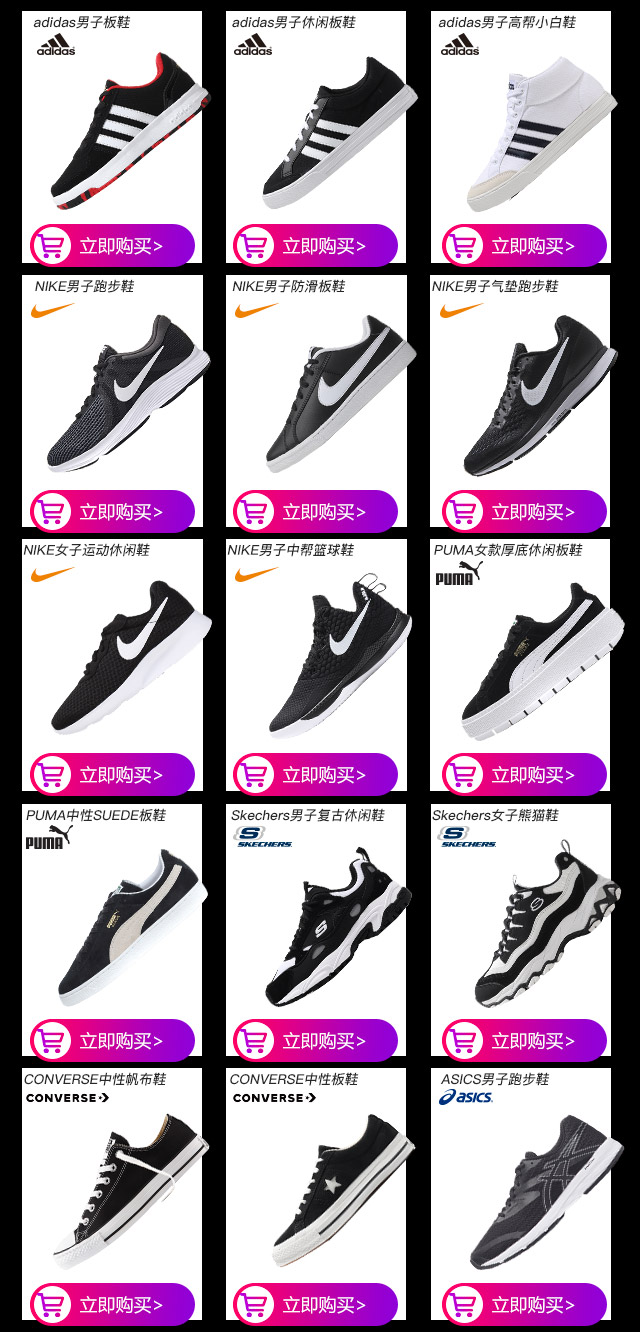 adidas男子板鞋
adidas男子休闲板鞋
adidas男子高帮小白鞋
adidas
adidas
adidas
立即购买>
立即购买>
立即购买>
NIKE男子跑步鞋
NIKE男子防滑板鞋
NIKE男子气垫跑步鞋
立即购买>
立即购买>
立即购买>
NIKE女子运动休闲鞋
NIKE男子中帮篮球鞋
PUMA女款厚底休闲板鞋
PUMA
立即购买>
立即购买>
立即购买>
PUMA中性SUEDE板鞋
Skechers男子复古休闲鞋
Skechers女子熊猫鞋
PUMA
S
SKECHERS
S
SKECHERS
S
S
立即购买>
立即购买>
立即购买>
CONVERSE中性帆布鞋
CONVERSE中性板鞋
ASICS男子跑步鞋
CONVERSE
CONVERSE
asics
立即购买>
立即购买>
立即购买>